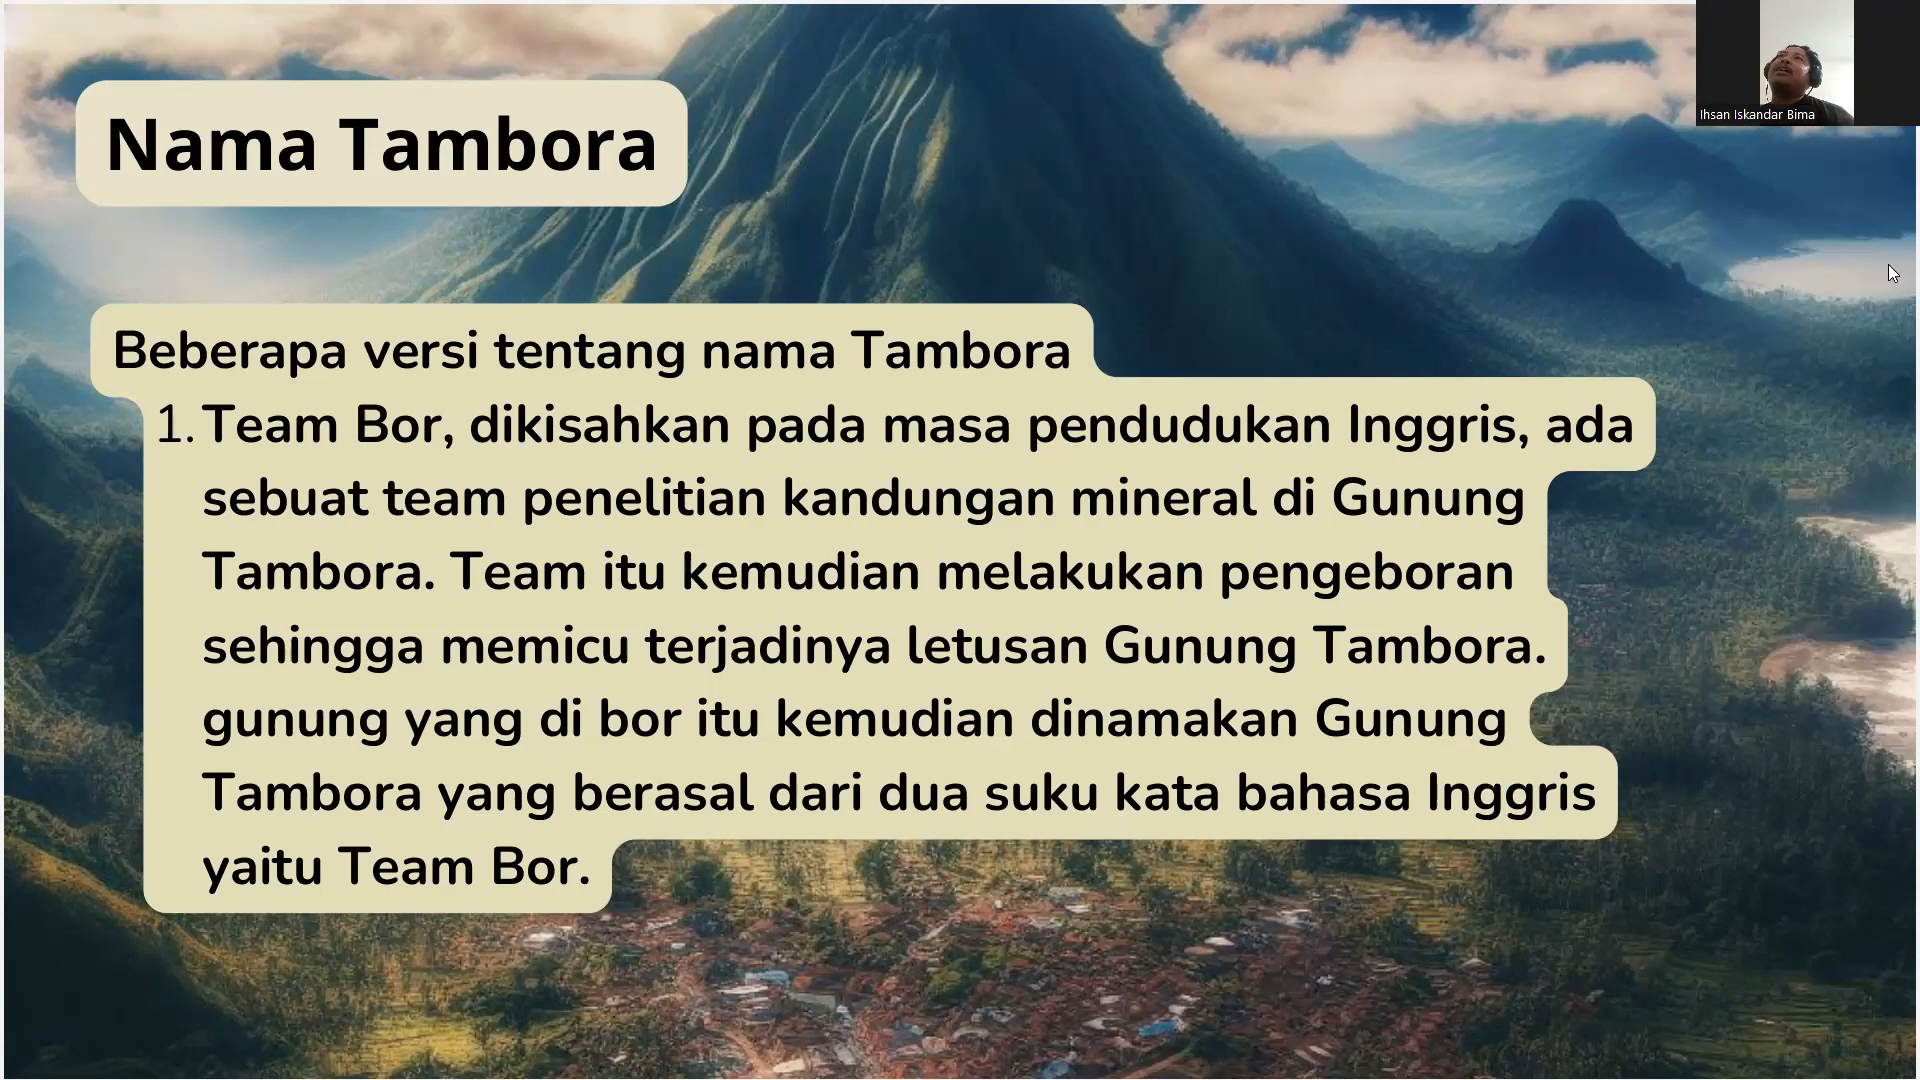 Nama Tambora
Ihsan Iskandar Bima
Beberapa versi tentang nama Tambora
1. Team Bor, dikisahkan pada masa pendudukan Inggris, ada
sebuat team penelitian kandungan mineral di Gunung
Tambora. Team itu kemudian melakukan pengeboran
sehingga memicu terjadinya letusan Gunung Tambora.
gunung yang di bor itu kemudian dinamakan Gunung
Tambora yang berasal dari dua suku kata bahasa Inggris
yaitu Team Bor.